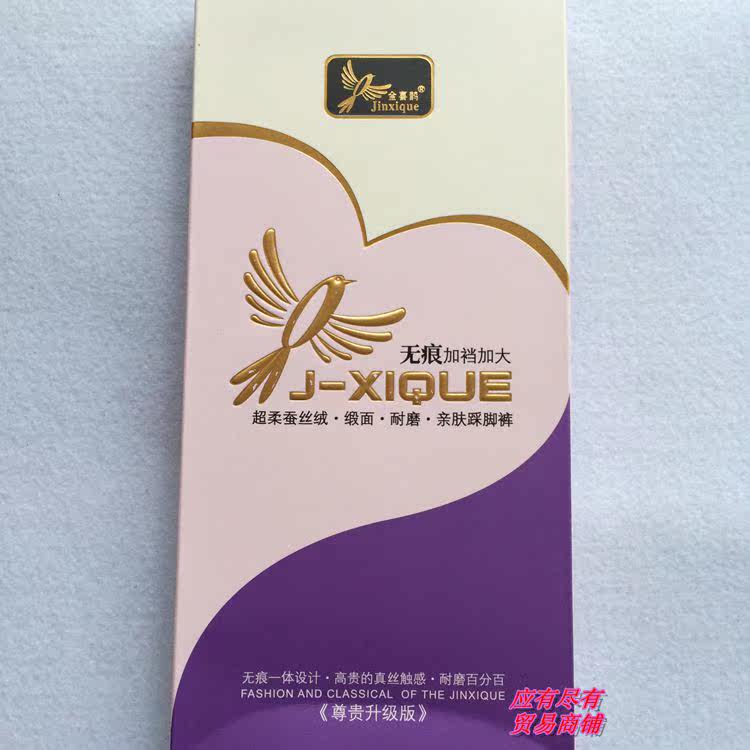 金喜鹊®
Jinxique
无痕加裆加大
J-XIQUE
超柔蚕丝绒·缎面·耐磨·亲肤踩脚裤
无痕一体设计·高贵的真丝触感·耐磨百分百
FASHION AND CLASSICAL OF THE JINXIQUE
《尊贵升级版》
应有尽有
贸易商铺